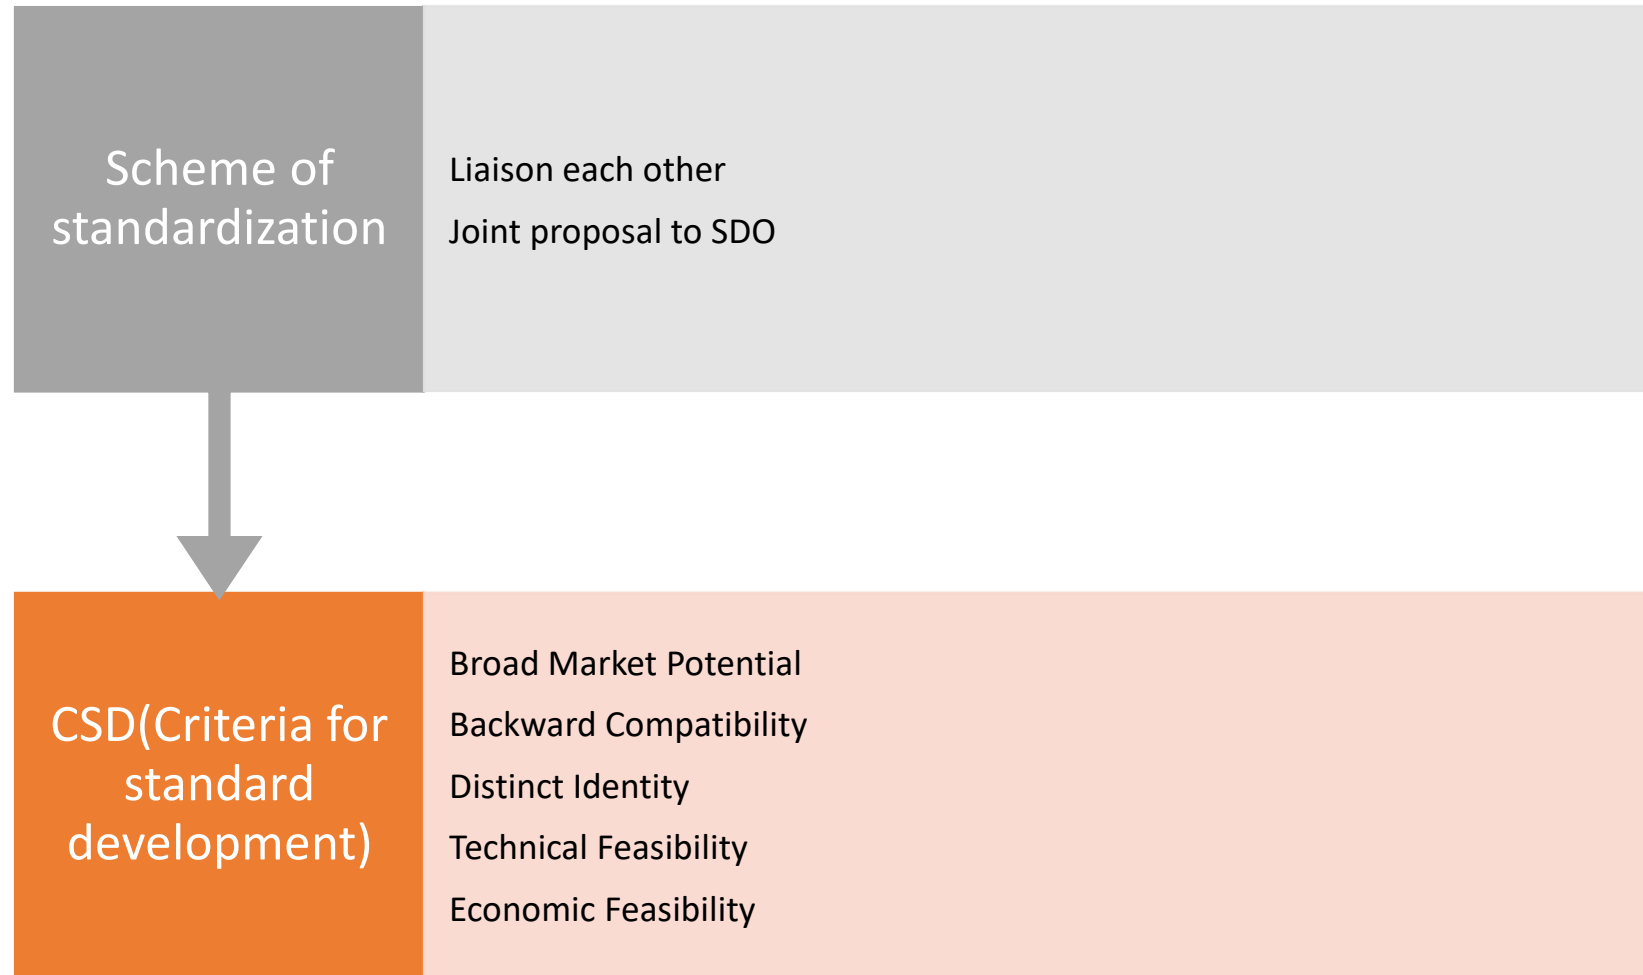 Scheme of
standardization
Liaison each other
Joint proposal to SDO
CSD(Criteria for
standard
development)
Broad Market Potential
Backward Compatibility
Distinct Identity
Technical Feasibility
Economic Feasibility